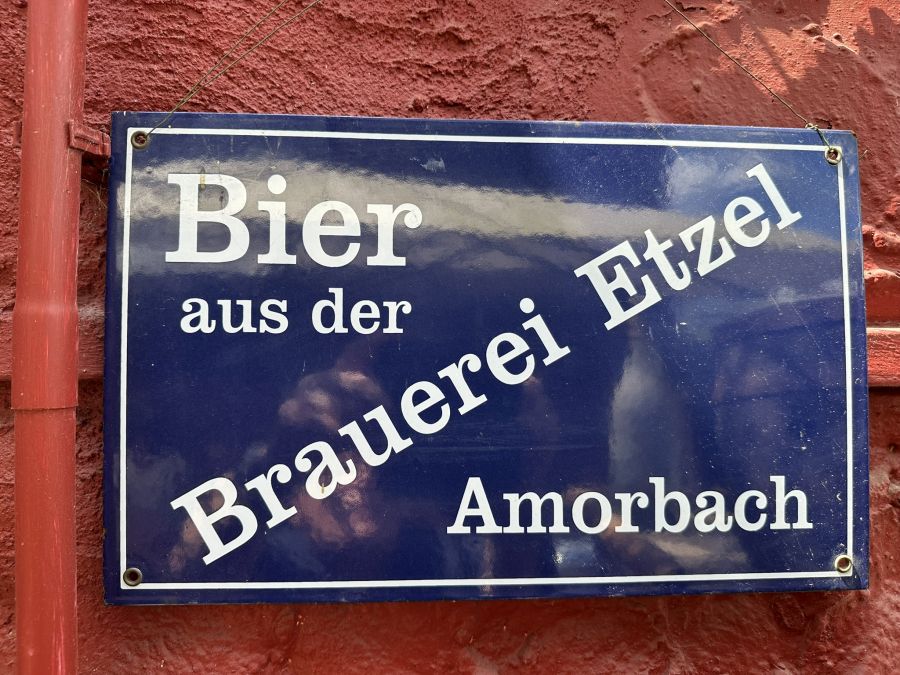 Bier
aus der
Brauerei Etzel
Amorbach